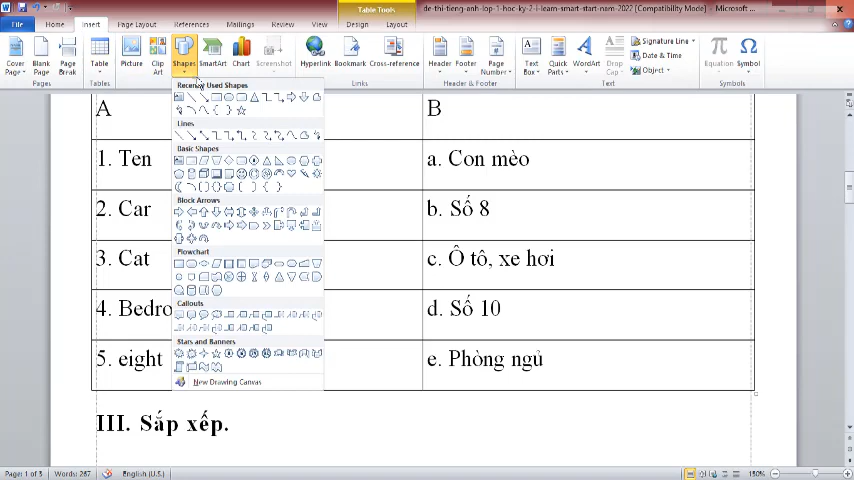 Table Tools
de-thi-tieng-anh-lop-1-hoc-ky-2-i-learn-smart-start-nam-2022 [Compatibility Mode] - Microsoft ...
File Home Insert Page Layout References Mailings Review View Design Layout
Cover Page Blank Page Page Break Table Picture Clip Art Shapes SmartArt Chart Screenshot Hyperlink Bookmark Cross-reference Header Footer Page Number Text Box Quick Parts WordArt Drop Cap Signature Line Date & Time Object Equation Symbol
Pages Tables Links Header & Footer Text Symbols
Recently Used Shapes
Lines
Basic Shapes
Block Arrows
Flowchart
Callouts
Stars and Banners
New Drawing Canvas
A B
1. Ten a. Con mèo
2. Car b. Số 8
3. Cat c. Ô tô, xe hơi
4. Bedro d. Số 10
5. eight e. Phòng ngủ
III. Sắp xếp.
Page: 1 of 3 Words: 267 English (U.S.) 150%